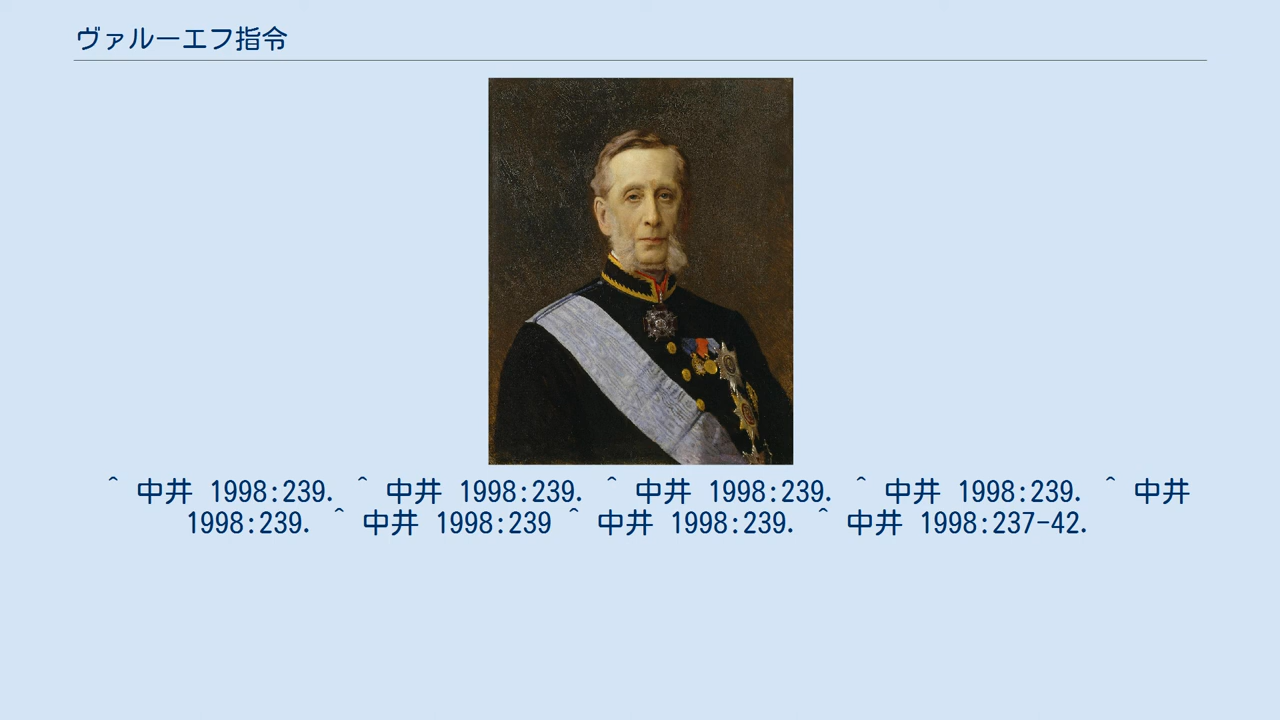 ヴァルーエフ指令
^ 中井 1998:239. ^ 中井 1998:239. ^ 中井 1998:239. ^ 中井 1998:239. ^ 中井
1998:239. ^ 中井 1998:239 ^ 中井 1998:239. ^ 中井 1998:237-42.